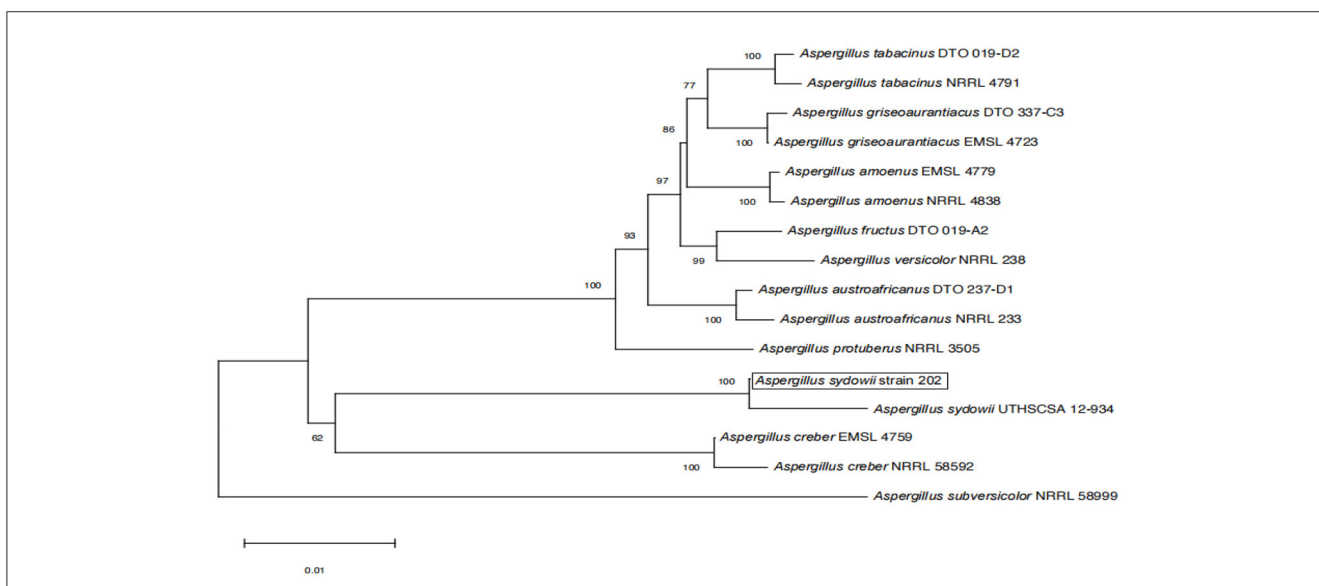 100
Aspergillus tabacinus DTO 019-D2
77
Aspergillus tabacinus NRRL 4791
Aspergillus griseoaurantiacus DTO 337-C3
86
100
Aspergillus griseoaurantiacus EMSL 4723
Aspergillus amoenus EMSL 4779
97
100
Aspergillus amoenus NRRL 4838
Aspergillus fructus DTO 019-A2
93
99
Aspergillus versicolor NRRL 238
100
Aspergillus austroafricanus DTO 237-D1
100
Aspergillus austroafricanus NRRL 233
Aspergillus protuberus NRRL 3505
100
Aspergillus sydowii strain 202
Aspergillus sydowii UTHSCSA 12-934
62
Aspergillus creber EMSL 4759
100
Aspergillus creber NRRL 58592
Aspergillus subversicolor NRRL 58999
0.01